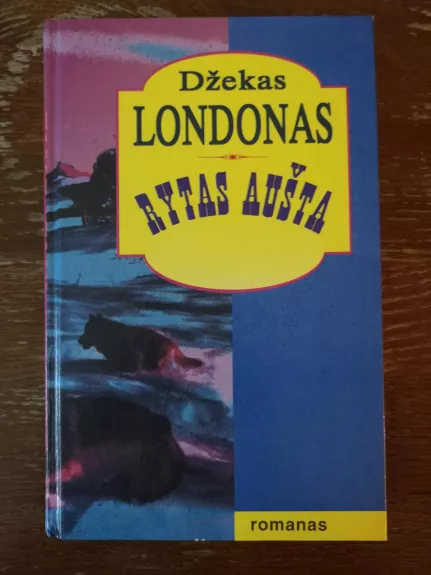 Džekas
LONDONAS
RYTAS AUŠTA
romanas